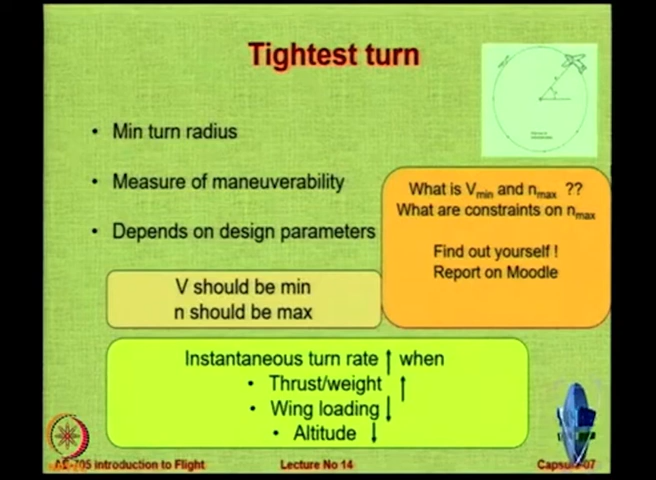 Tightest turn
• Min turn radius
• Measure of maneuverability
• Depends on design parameters
What is Vmin and nmax ??
What are constraints on nmax
Find out yourself !
Report on Moodle
V should be min
n should be max
Instantaneous turn rate ↑ when
• Thrust/weight ↑
• Wing loading ↓
• Altitude ↓
AE-705 introduction to Flight
Lecture No 14
Capsule-07